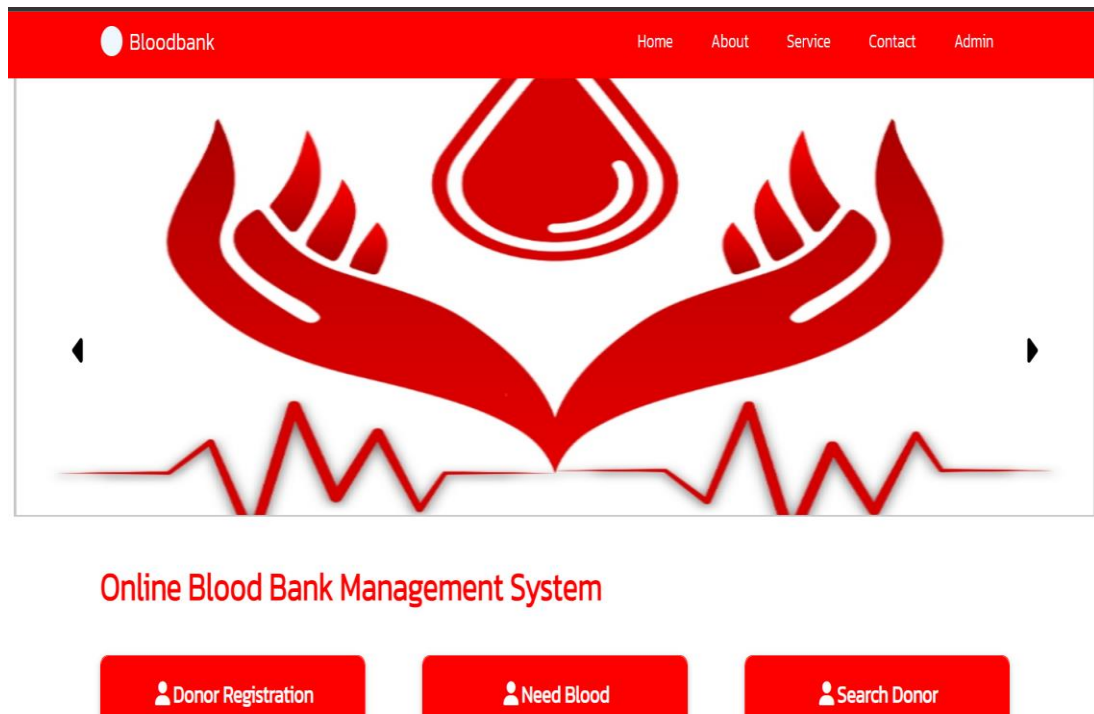 Bloodbank Home About Service Contact Admin
Online Blood Bank Management System
Donor Registration Need Blood Search Donor